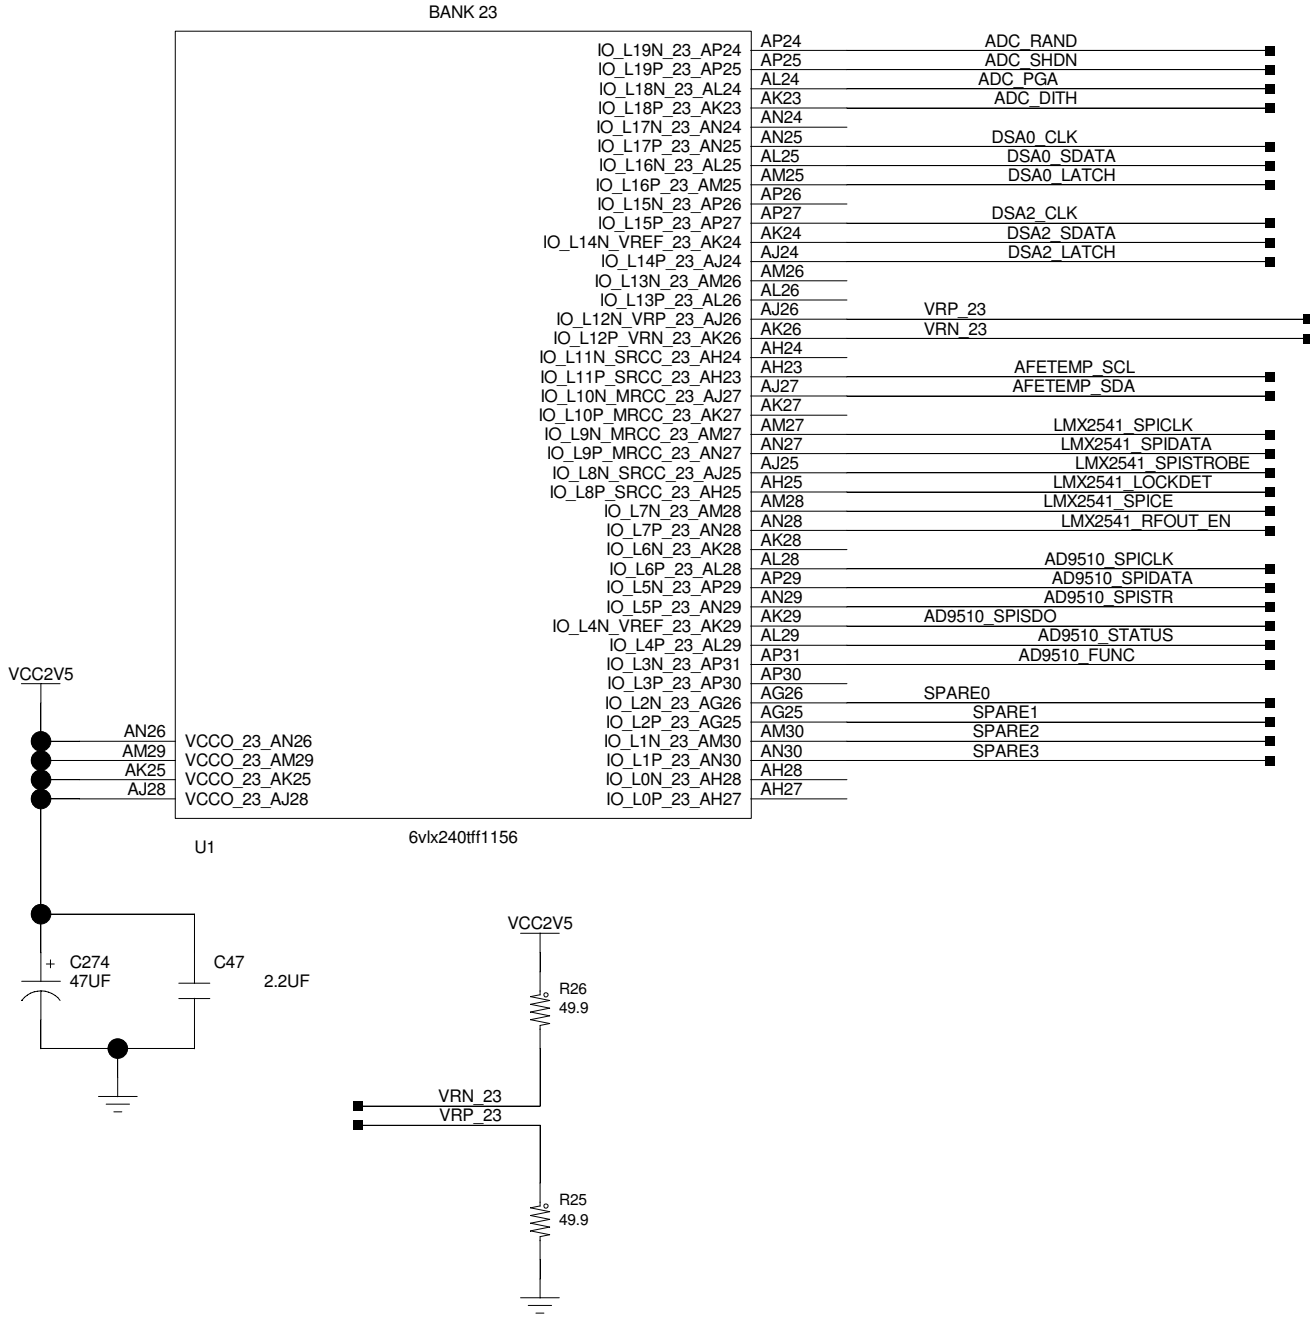 BANK 23
IO_L19N_23_AP24 AP24 ADC_RAND
IO_L19P_23_AP25 AP25 ADC_SHDN
IO_L18N_23_AL24 AL24 ADC_PGA
IO_L18P_23_AK23 AK23 ADC_DITH
IO_L17N_23_AN24 AN24
IO_L17P_23_AN25 AN25 DSA0_CLK
IO_L16N_23_AL25 AL25 DSA0_SDATA
IO_L16P_23_AM25 AM25 DSA0_LATCH
IO_L15N_23_AP26 AP26
IO_L15P_23_AP27 AP27 DSA2_CLK
IO_L14N_VREF_23_AK24 AK24 DSA2_SDATA
IO_L14P_23_AJ24 AJ24 DSA2_LATCH
IO_L13N_23_AM26 AM26
IO_L13P_23_AL26 AL26
IO_L12N_VRP_23_AJ26 AJ26 VRP_23
IO_L12P_VRN_23_AK26 AK26 VRN_23
IO_L11N_SRCC_23_AH24 AH24
IO_L11P_SRCC_23_AH23 AH23 AFETEMP_SCL
IO_L10N_MRCC_23_AJ27 AJ27 AFETEMP_SDA
IO_L10P_MRCC_23_AK27 AK27
IO_L9N_MRCC_23_AM27 AM27 LMX2541_SPICLK
IO_L9P_MRCC_23_AN27 AN27 LMX2541_SPIDATA
IO_L8N_SRCC_23_AJ25 AJ25 LMX2541_SPISTROBE
IO_L8P_SRCC_23_AH25 AH25 LMX2541_LOCKDET
IO_L7N_23_AM28 AM28 LMX2541_SPICE
IO_L7P_23_AN28 AN28 LMX2541_RFOUT_EN
IO_L6N_23_AK28 AK28
IO_L6P_23_AL28 AL28 AD9510_SPICLK
IO_L5N_23_AP29 AP29 AD9510_SPIDATA
IO_L5P_23_AN29 AN29 AD9510_SPISTR
IO_L4N_VREF_23_AK29 AK29 AD9510_SPISDO
IO_L4P_23_AL29 AL29 AD9510_STATUS
IO_L3N_23_AP31 AP31 AD9510_FUNC
IO_L3P_23_AP30 AP30
IO_L2N_23_AG26 AG26 SPARE0
IO_L2P_23_AG25 AG25 SPARE1
IO_L1N_23_AM30 AM30 SPARE2
IO_L1P_23_AN30 AN30 SPARE3
IO_L0N_23_AH28 AH28
IO_L0P_23_AH27 AH27
VCC2V5
AN26 VCCO_23_AN26
AM29 VCCO_23_AM29
AK25 VCCO_23_AK25
AJ28 VCCO_23_AJ28
U1
6vlx240tff1156
+ C274
47UF
C47
2.2UF
VCC2V5
R26
49.9
VRN_23
VRP_23
R25
49.9